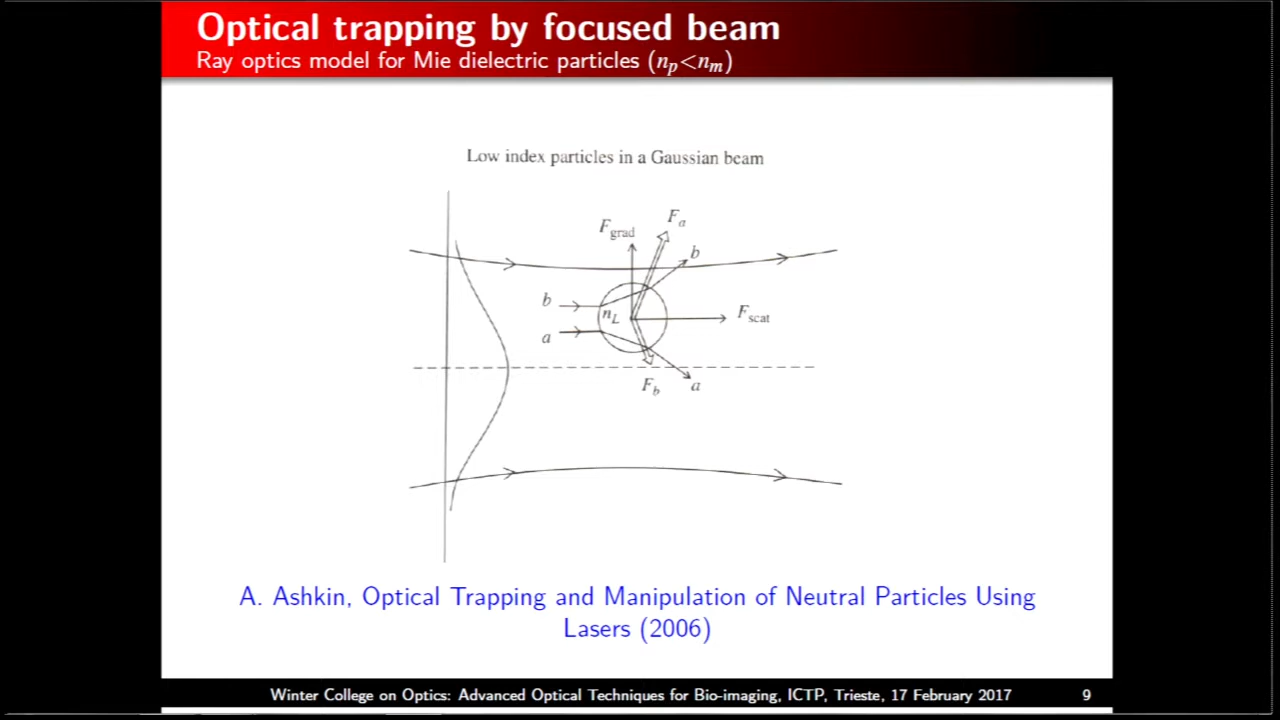 Optical trapping by focused beam
Ray optics model for Mie dielectric particles (n_p<n_m)
Low index particles in a Gaussian beam
F_grad
F_a
b
b
n_L
F_scat
a
F_b
a
A. Ashkin, Optical Trapping and Manipulation of Neutral Particles Using
Lasers (2006)
Winter College on Optics: Advanced Optical Techniques for Bio-imaging, ICTP, Trieste, 17 February 2017
9